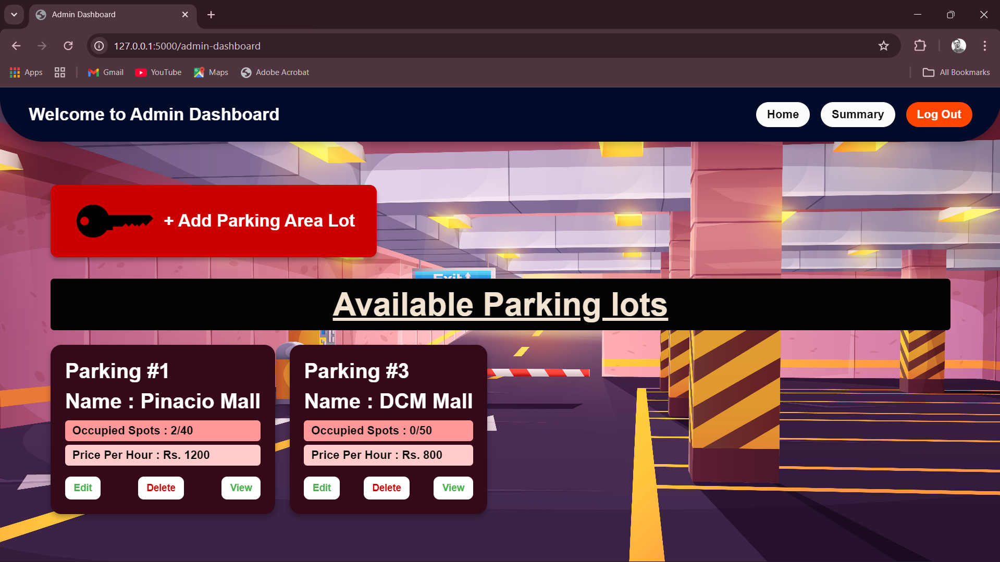 Admin Dashboard
127.0.0.1:5000/admin-dashboard
Apps Gmail YouTube Maps Adobe Acrobat All Bookmarks
Welcome to Admin Dashboard Home Summary Log Out
+ Add Parking Area Lot
Exit
Available Parking lots
Parking #1
Name : Pinacio Mall
Occupied Spots : 2/40
Price Per Hour : Rs. 1200
Edit Delete View
Parking #3
Name : DCM Mall
Occupied Spots : 0/50
Price Per Hour : Rs. 800
Edit Delete View